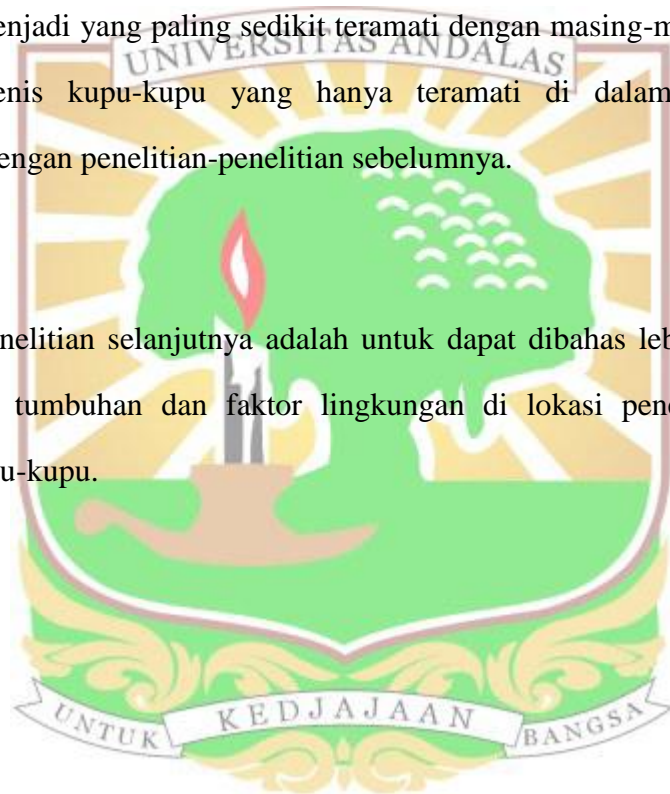 enjadi yang paling sedikit teramati dengan masing-m
UNIVERSITAS ANDALAS
enis kupu-kupu yang hanya teramati di dalam
engan penelitian-penelitian sebelumnya.
nelitian selanjutnya adalah untuk dapat dibahas leb
tumbuhan dan faktor lingkungan di lokasi pen
u-kupu.
UNTUK KEDJAJAAN BANGSA